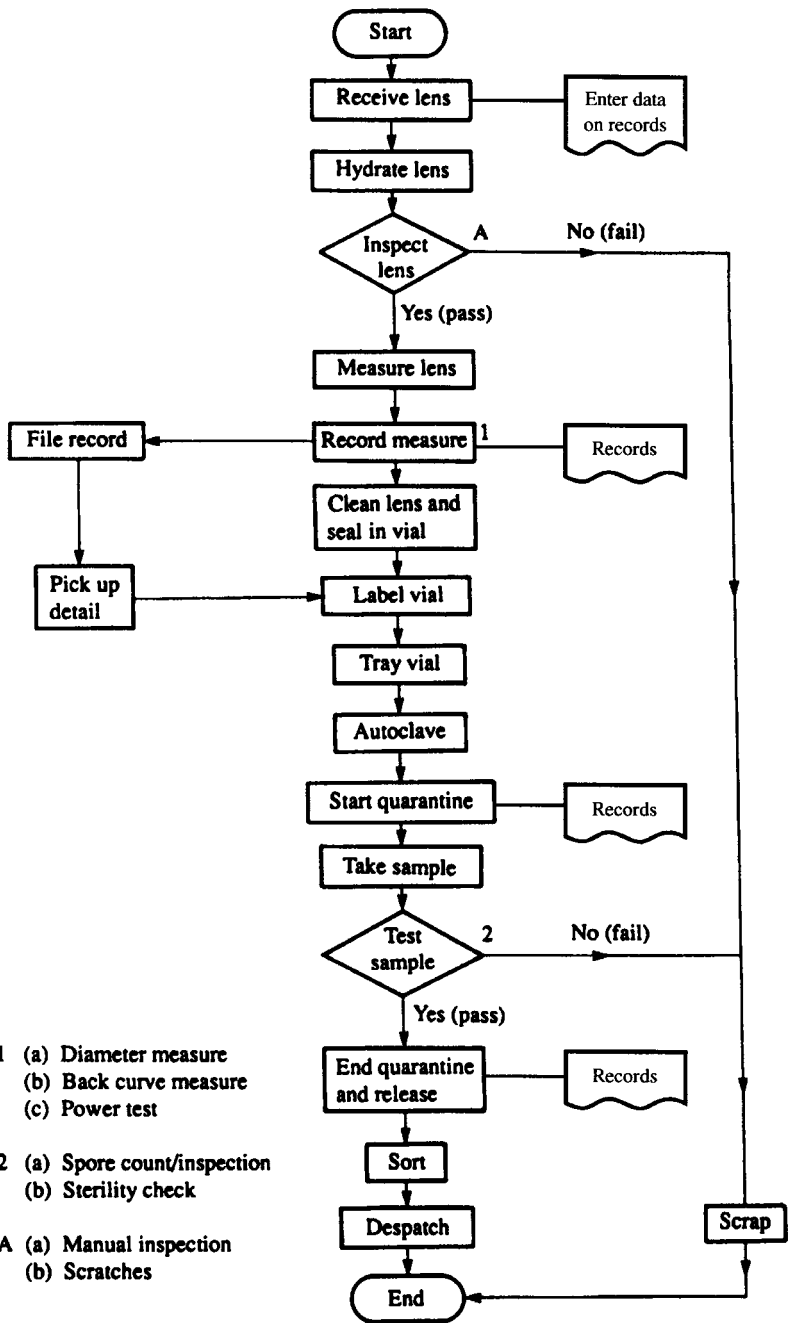 Start
Receive lens
Enter data
on records
Hydrate lens
Inspect
lens
A
No (fail)
Yes (pass)
Measure lens
File record
Record measure
1
Records
Clean lens and
seal in vial
Pick up
detail
Label vial
Tray vial
Autoclave
Start quarantine
Records
Take sample
Test
sample
2
No (fail)
Yes (pass)
End quarantine
and release
Records
Sort
Despatch
Scrap
End
1 (a) Diameter measure
(b) Back curve measure
(c) Power test
2 (a) Spore count/inspection
(b) Sterility check
A (a) Manual inspection
(b) Scratches